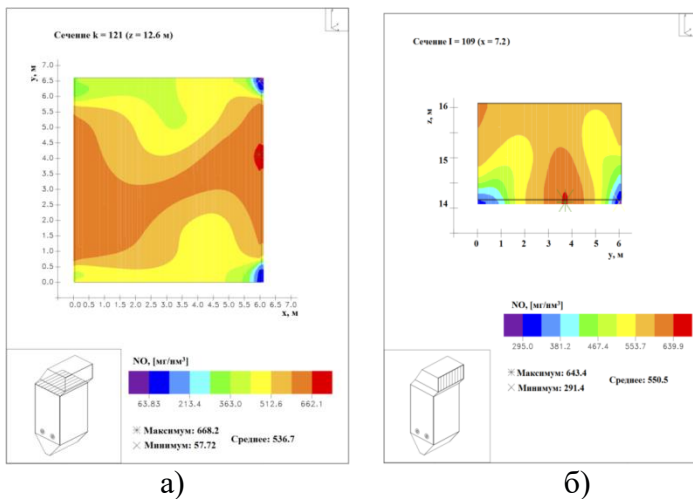 Сечение k = 121 (z = 12.6 м)
y, м
7.0
6.5
6.0
5.5
5.0
4.5
4.0
3.5
3.0
2.5
2.0
1.5
1.0
0.5
0.0
0.0 0.5 1.0 1.5 2.0 2.5 3.0 3.5 4.0 4.5 5.0 5.5 6.0 6.5 7.0
x, м
NO, [мг/нм³]
63.85 213.4 363.0 512.6 662.1
Максимум: 668.2
Минимум: 57.72
Среднее: 536.7
а)
Сечение l = 109 (x = 7.2)
z, м
16
15
14
0 1 2 3 4 5 6
y, м
NO, [мг/нм³]
295.0 381.2 467.4 553.7 639.9
Максимум: 643.4
Минимум: 291.4
Среднее: 550.5
б)